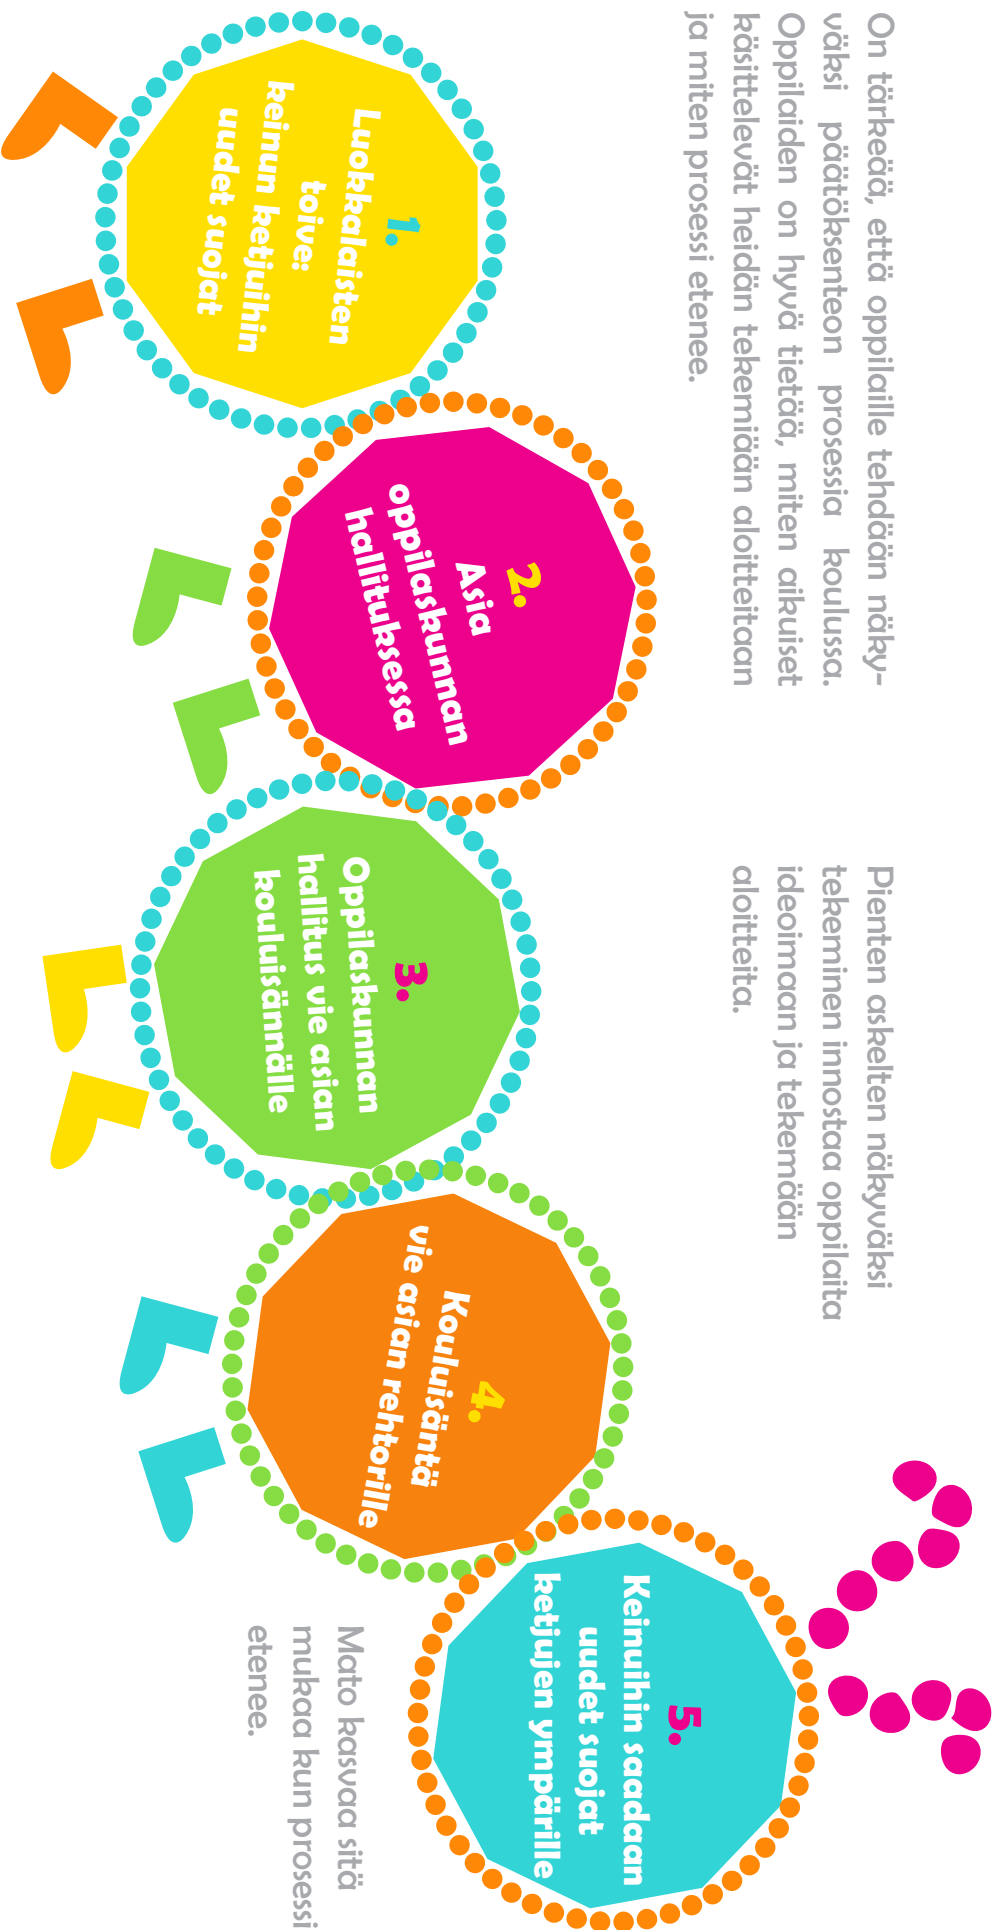 On tärkeää, että oppilaille tehdään näky-
väksi päätöksenteon prosessia koulussa.
Oppilaiden on hyvä tietää, miten aikuiset
käsittelevät heidän tekemiään aloitteitaan
ja miten prosessi etenee.
Pienten askelten näkyväksi
tekeminen innostaa oppilaita
ideoimaan ja tekemään
aloitteita.
1.
Luokkalaisten
toive:
keinun ketjuihin
uudet suojat
2.
Asia
oppilaskunnan
hallituksessa
3.
Oppilaskunnan
hallitus vie asian
kouluisännälle
4.
Kouluisäntä
vie asian rehtorille
5.
Keinuihin saadaan
uudet suojat
ketjujen ympärille
Mato kasvaa sitä
mukaa kun prosessi
etenee.